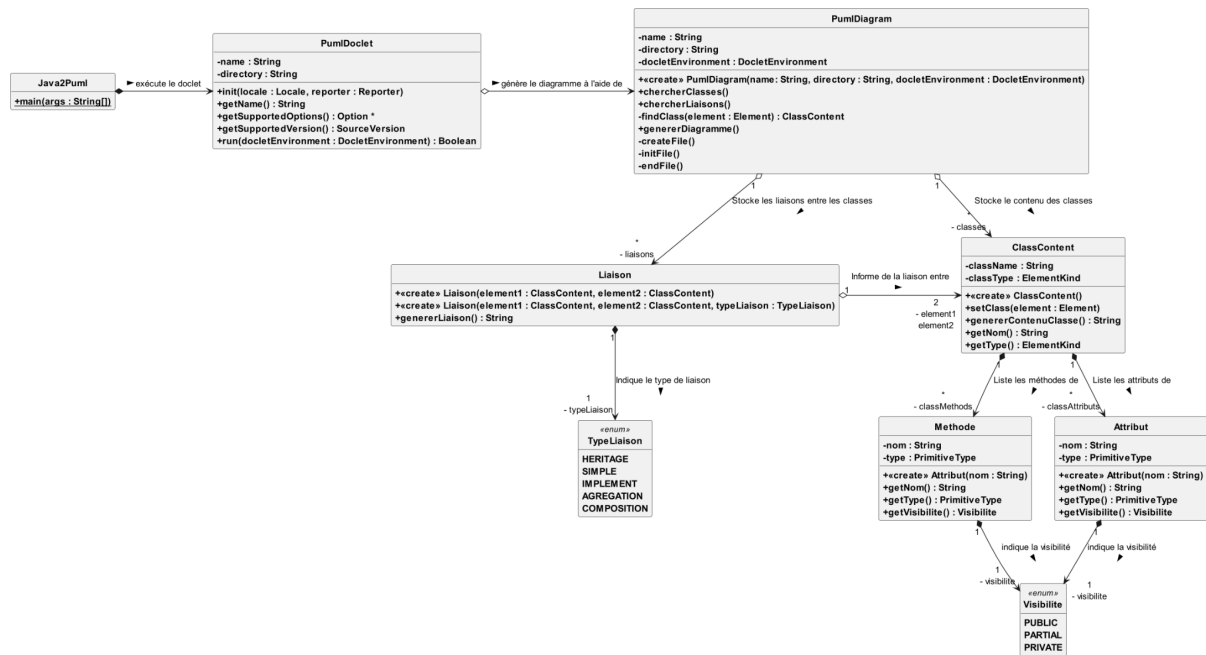 Java2Puml
+main(args : String[])
exécute le doclet
PumlDoclet
-name : String
-directory : String
+init(locale : Locale, reporter : Reporter)
+getName() : String
+getSupportedOptions() : Option *
+getSupportedVersion() : SourceVersion
+run(docletEnvironment : DocletEnvironment) : Boolean
génère le diagramme à l'aide de
PumlDiagram
-name : String
-directory : String
-docletEnvironment : DocletEnvironment
+«create» PumlDiagram(name: String, directory : String, docletEnvironment : DocletEnvironment)
+chercherClasses()
+chercherLiaisons()
-findClass(element : Element) : ClassContent
+genererDiagramme()
-createFile()
-initFile()
-endFile()
1
Stocke les liaisons entre les classes
*
- liaisons
1
Stocke le contenu des classes
*
- classes
Liaison
+«create» Liaison(element1 : ClassContent, element2 : ClassContent)
+«create» Liaison(element1 : ClassContent, element2 : ClassContent, typeLiaison : TypeLiaison)
+genererLiaison() : String
1
Informe de la liaison entre
2
- element1
element2
ClassContent
-className : String
-classType : ElementKind
+«create» ClassContent()
+setClass(element : Element)
+genererContenuClasse() : String
+getNom() : String
+getType() : ElementKind
1
Indique le type de liaison
1
- typeLiaison
«enum»
TypeLiaison
HERITAGE
SIMPLE
IMPLEMENT
AGREGATION
COMPOSITION
1
Liste les méthodes de
*
- classMethods
1
Liste les attributs de
*
- classAttributs
Methode
-nom : String
-type : PrimitiveType
+«create» Attribut(nom : String)
+getNom() : String
+getType() : PrimitiveType
+getVisibilite() : Visibilite
Attribut
-nom : String
-type : PrimitiveType
+«create» Attribut(nom : String)
+getNom() : String
+getType() : PrimitiveType
+getVisibilite() : Visibilite
1
indique la visibilité
1
- visibilite
1
indique la visibilité
1
- visibilite
«enum»
Visibilite
PUBLIC
PARTIAL
PRIVATE